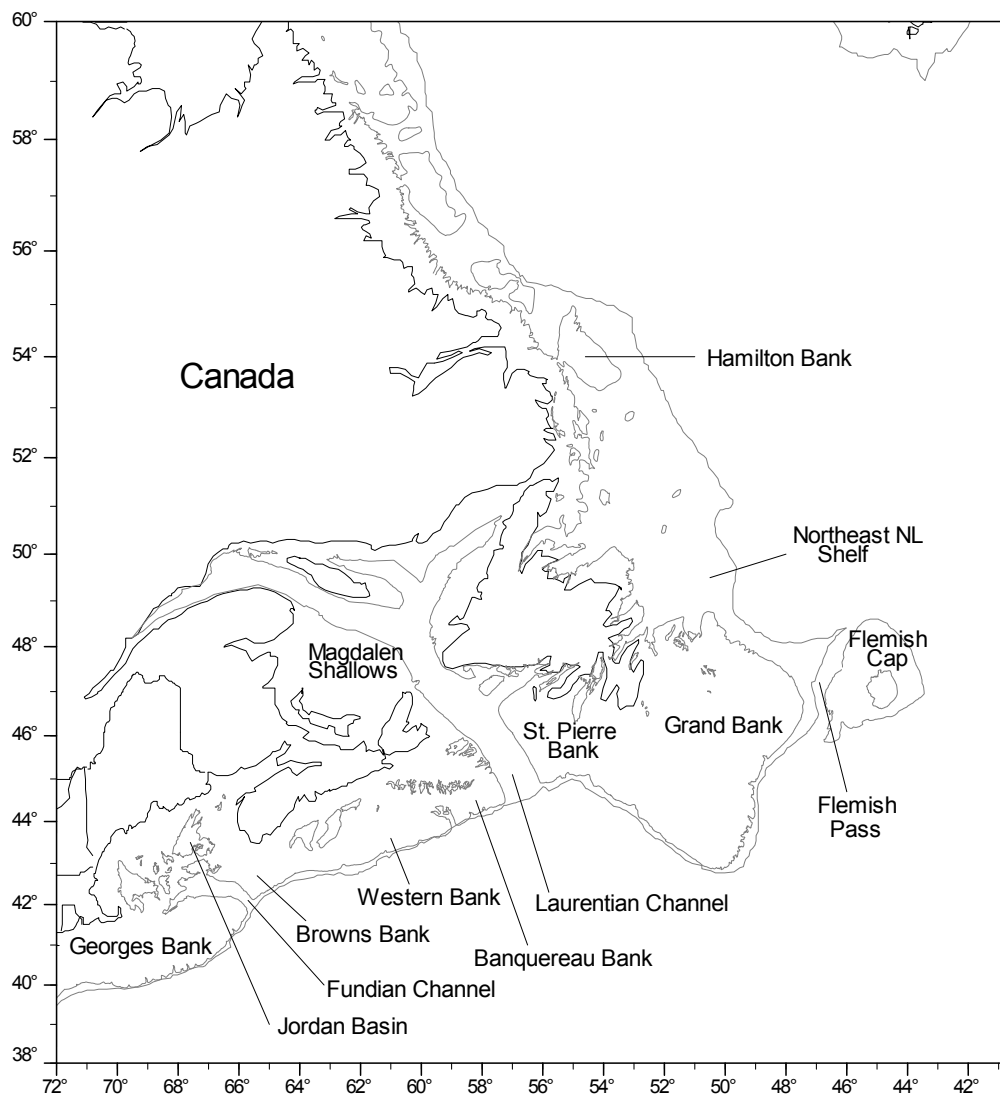 60°
58°
56°
54°
52°
50°
48°
46°
44°
42°
40°
38°
Canada
Hamilton Bank
Northeast NL
Shelf
Magdalen
Shallows
Flemish
Cap
St. Pierre
Bank
Grand Bank
Flemish
Pass
Western Bank
Laurentian Channel
Browns Bank
Georges Bank
Banquereau Bank
Fundian Channel
Jordan Basin
72° 70° 68° 66° 64° 62° 60° 58° 56° 54° 52° 50° 48° 46° 44° 42°